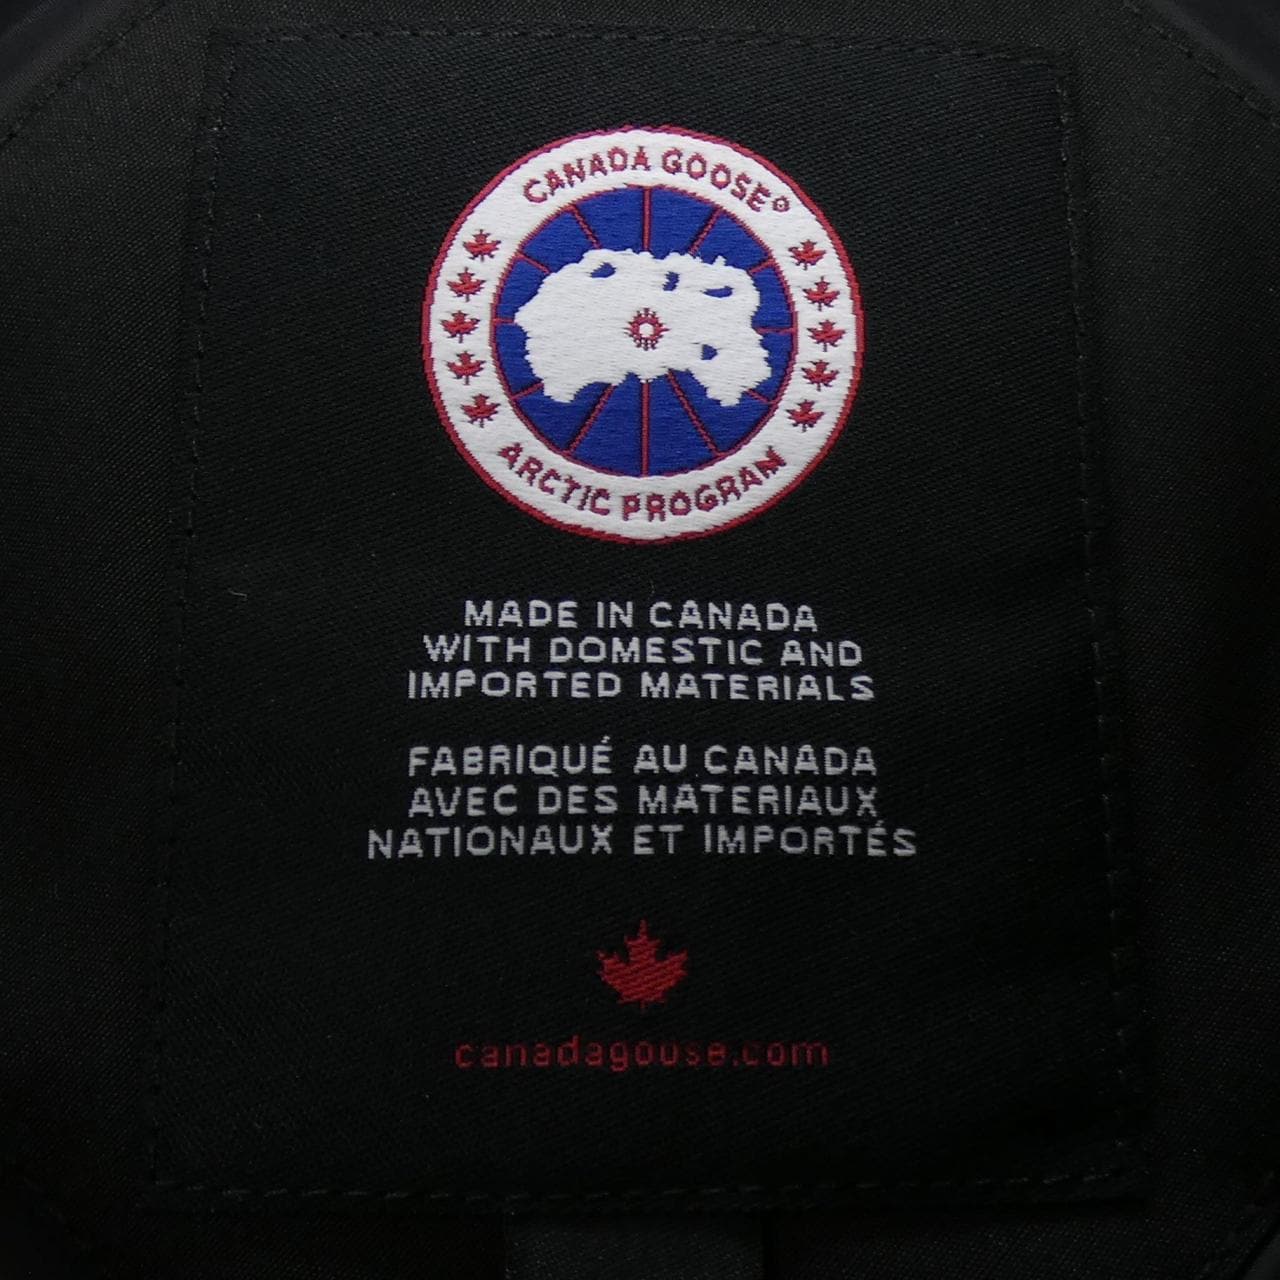 CANADA GOOSE®
ARCTIC PROGRAM
MADE IN CANADA
WITH DOMESTIC AND
IMPORTED MATERIALS
FABRIQUÉ AU CANADA
AVEC DES MATERIAUX
NATIONAUX ET IMPORTÉS
canadagouse.com